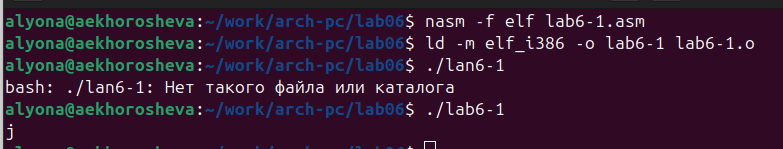 alyona@aekhorosheva:~/work/arch-pc/lab06$ nasm -f elf lab6-1.asm
alyona@aekhorosheva:~/work/arch-pc/lab06$ ld -m elf_i386 -o lab6-1 lab6-1.o
alyona@aekhorosheva:~/work/arch-pc/lab06$ ./lan6-1
bash: ./lan6-1: Нет такого файла или каталога
alyona@aekhorosheva:~/work/arch-pc/lab06$ ./lab6-1
j
alyona@aekhorosheva:~/work/arch-pc/lab06$